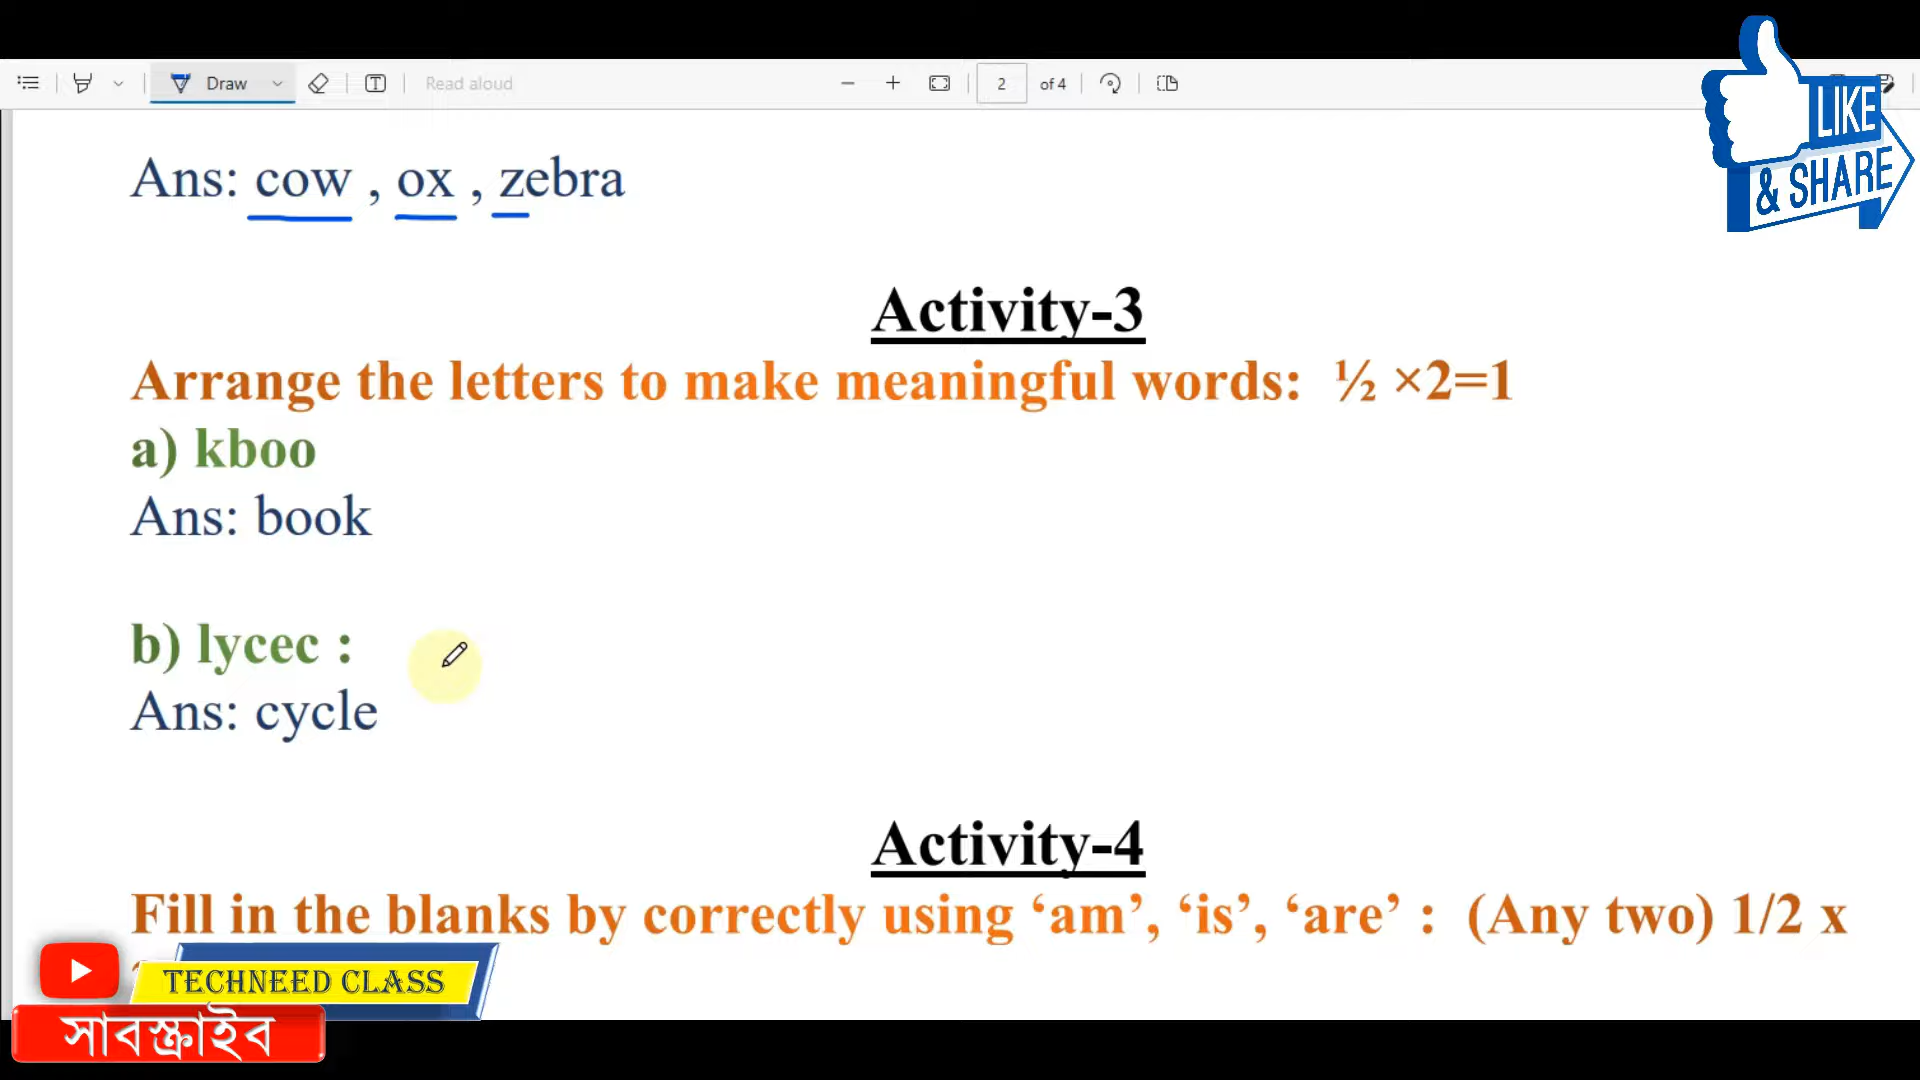 Draw
Read aloud
2 of 4
LIKE
& SHARE
Ans: cow , ox , zebra
Activity-3
Arrange the letters to make meaningful words: ½ ×2=1
a) kboo
Ans: book
b) lycec :
Ans: cycle
Activity-4
Fill in the blanks by correctly using ‘am’, ‘is’, ‘are’ : (Any two) 1/2 x
TECHNEED CLASS
সাবস্ক্রাইব